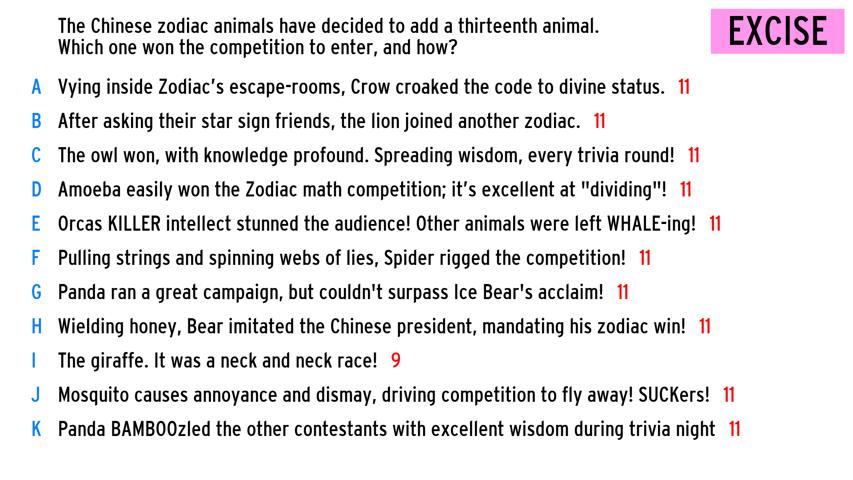 The Chinese zodiac animals have decided to add a thirteenth animal.
Which one won the competition to enter, and how?
EXCISE
A Vying inside Zodiac's escape-rooms, Crow croaked the code to divine status. 11
B After asking their star sign friends, the lion joined another zodiac. 11
C The owl won, with knowledge profound. Spreading wisdom, every trivia round! 11
D Amoeba easily won the Zodiac math competition; it's excellent at "dividing"! 11
E Orcas KILLER intellect stunned the audience! Other animals were left WHALE-ing! 11
F Pulling strings and spinning webs of lies, Spider rigged the competition! 11
G Panda ran a great campaign, but couldn't surpass Ice Bear's acclaim! 11
H Wielding honey, Bear imitated the Chinese president, mandating his zodiac win! 11
I The giraffe. It was a neck and neck race! 9
J Mosquito causes annoyance and dismay, driving competition to fly away! SUCKers! 11
K Panda BAMBOOzled the other contestants with excellent wisdom during trivia night 11